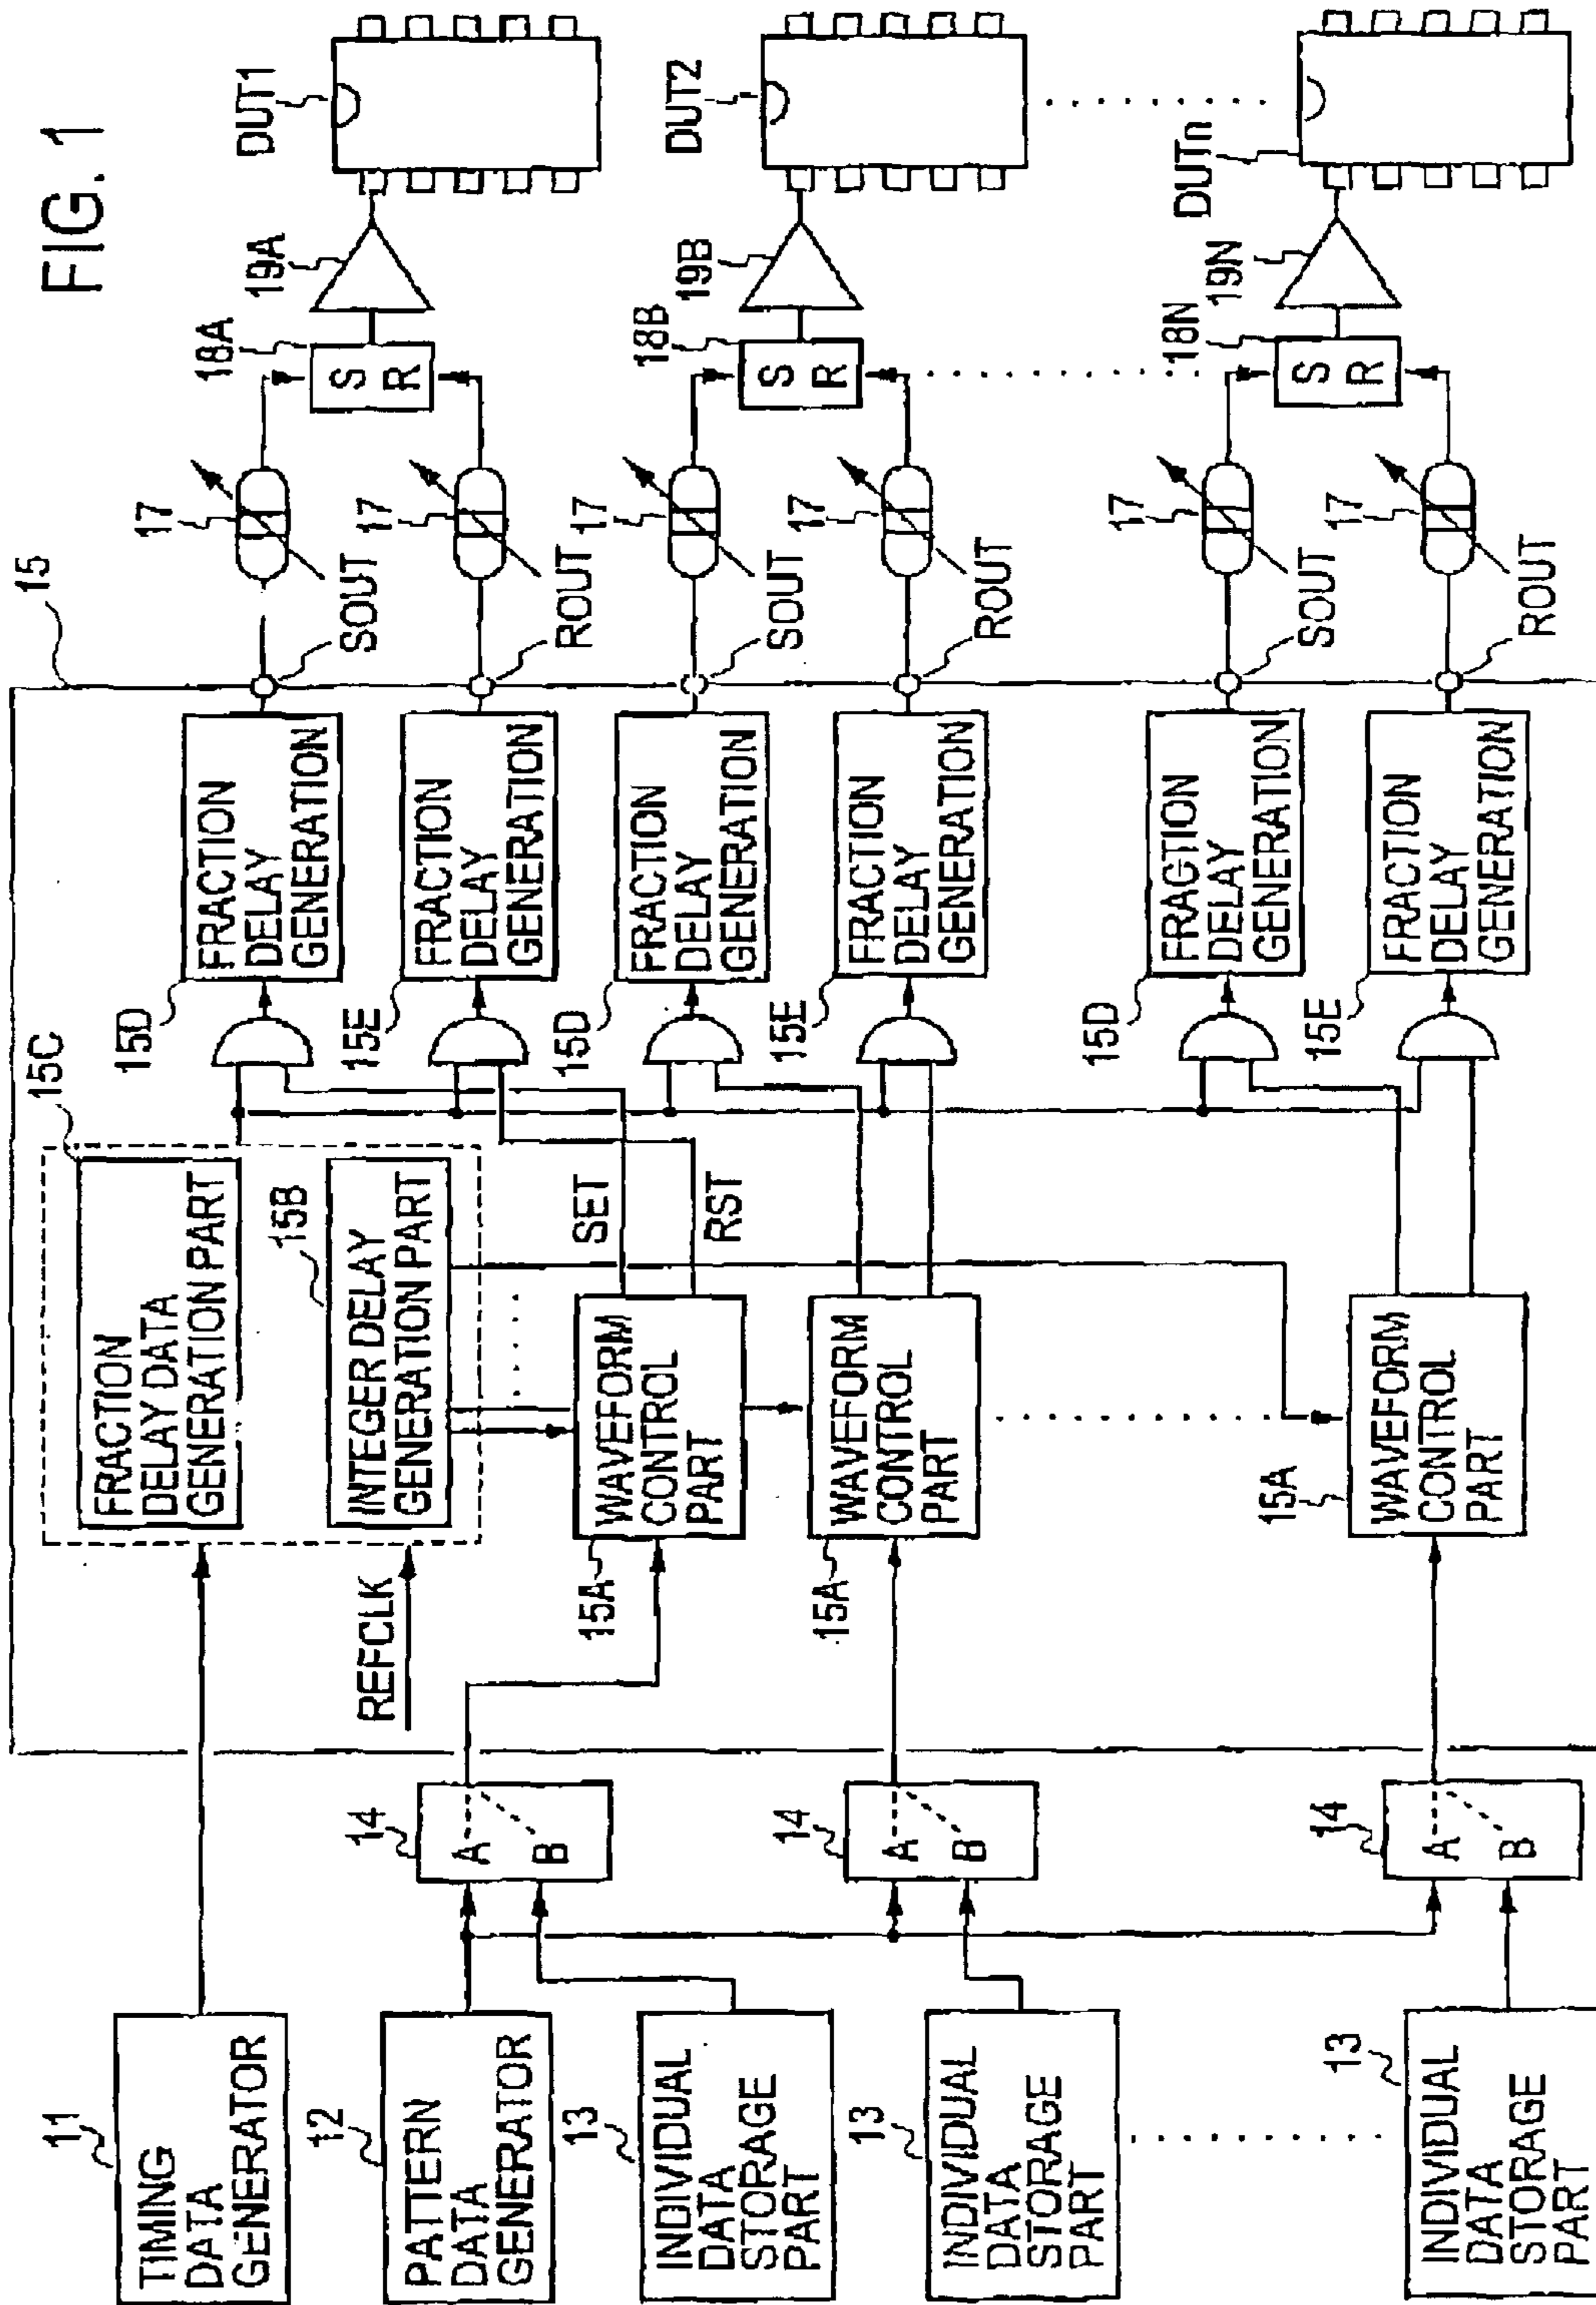 FIG. 1
11
TIMING
DATA
GENERATOR
12
PATTERN
DATA
GENERATOR
13
INDIVIDUAL
DATA
STORAGE
PART
13
INDIVIDUAL
DATA
STORAGE
PART
13
INDIVIDUAL
DATA
STORAGE
PART
14
A
B
14
A
B
14
A
B
15
REFCLK
15C
FRACTION
DELAY DATA
GENERATION PART
15B
INTEGER DELAY
GENERATION PART
15A
WAVEFORM
CONTROL
PART
15A
WAVEFORM
CONTROL
PART
15A
WAVEFORM
CONTROL
PART
SET
RST
15D
FRACTION
DELAY
GENERATION
15E
FRACTION
DELAY
GENERATION
15D
FRACTION
DELAY
GENERATION
15E
FRACTION
DELAY
GENERATION
15D
FRACTION
DELAY
GENERATION
15E
FRACTION
DELAY
GENERATION
SOUT
ROUT
SOUT
ROUT
SOUT
ROUT
17
17
17
17
17
17
18A
S
R
18B
S
R
18N
S
R
19A
19B
19N
DUT1
DUT2
DUTn